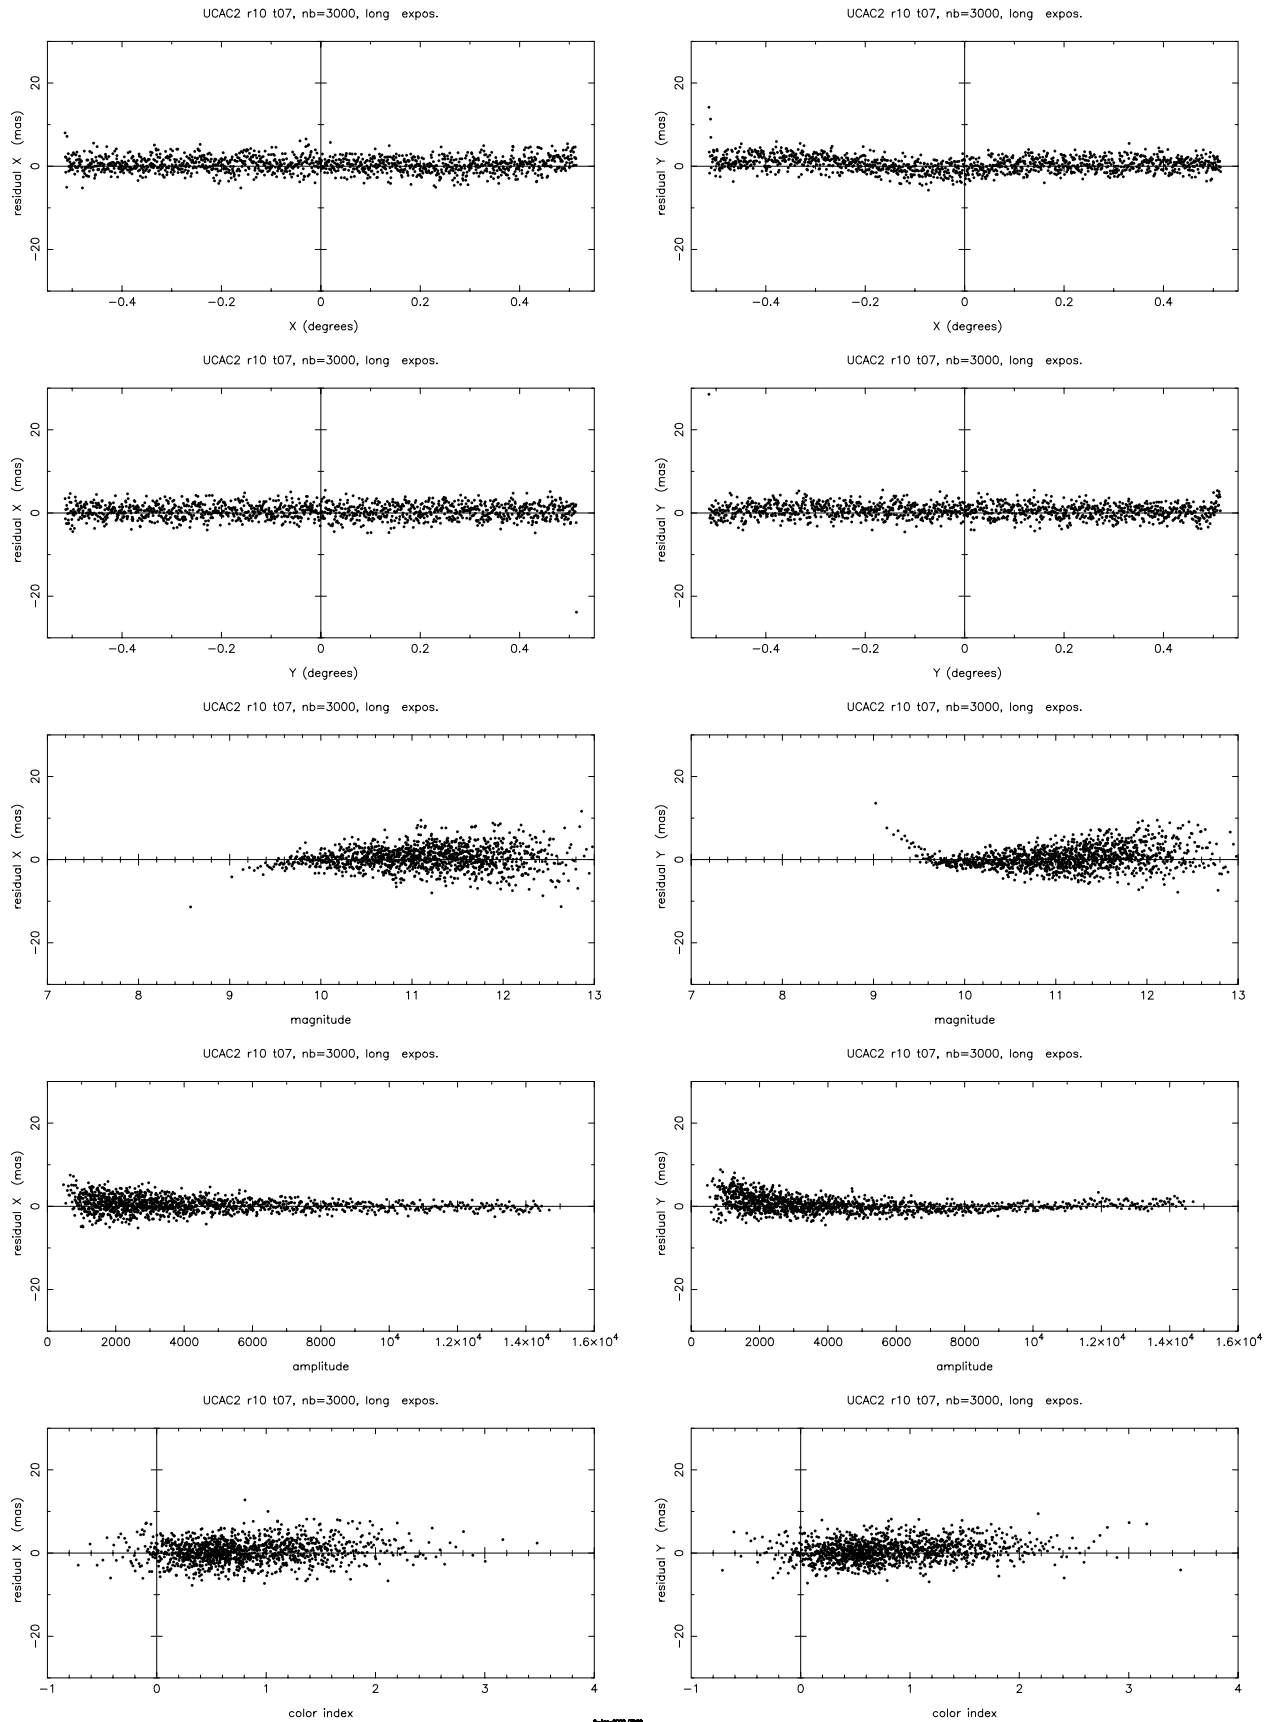 UCAC2 r10 t07, nb=3000, long expos.
residual X (mas)
20
0
−20
−0.4 −0.2 0 0.2 0.4
X (degrees)
UCAC2 r10 t07, nb=3000, long expos.
residual Y (mas)
20
0
−20
−0.4 −0.2 0 0.2 0.4
X (degrees)
UCAC2 r10 t07, nb=3000, long expos.
residual X (mas)
20
0
−20
−0.4 −0.2 0 0.2 0.4
Y (degrees)
UCAC2 r10 t07, nb=3000, long expos.
residual Y (mas)
20
0
−20
−0.4 −0.2 0 0.2 0.4
Y (degrees)
UCAC2 r10 t07, nb=3000, long expos.
residual X (mas)
20
0
−20
7 8 9 10 11 12 13
magnitude
UCAC2 r10 t07, nb=3000, long expos.
residual Y (mas)
20
0
−20
7 8 9 10 11 12 13
magnitude
UCAC2 r10 t07, nb=3000, long expos.
residual X (mas)
20
0
−20
0 2000 4000 6000 8000 10⁴ 1.2×10⁴ 1.4×10⁴ 1.6×10⁴
amplitude
UCAC2 r10 t07, nb=3000, long expos.
residual Y (mas)
20
0
−20
0 2000 4000 6000 8000 10⁴ 1.2×10⁴ 1.4×10⁴ 1.6×10⁴
amplitude
UCAC2 r10 t07, nb=3000, long expos.
residual X (mas)
20
0
−20
−1 0 1 2 3 4
color index
UCAC2 r10 t07, nb=3000, long expos.
residual Y (mas)
20
0
−20
−1 0 1 2 3 4
color index